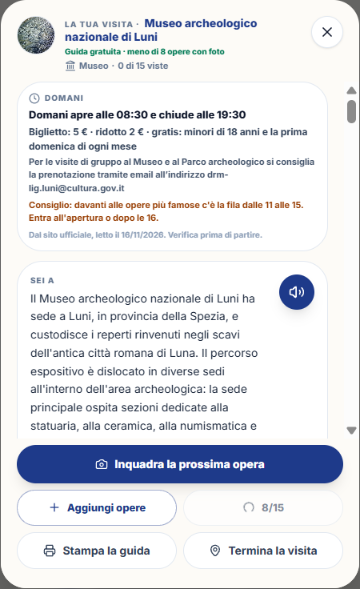 LA TUA VISITA · Museo archeologico
nazionale di Luni
Guida gratuita · meno di 8 opere con foto
Museo · 0 di 15 viste
DOMANI
Domani apre alle 08:30 e chiude alle 19:30
Biglietto: 5 € · ridotto 2 € · gratis: minori di 18 anni e la prima
domenica di ogni mese
Per le visite di gruppo al Museo e al Parco archeologico si consiglia
la prenotazione tramite email all'indirizzo drm-
lig.luni@cultura.gov.it
Consiglio: davanti alle opere più famose c'è la fila dalle 11 alle 15.
Entra all'apertura o dopo le 16.
Dal sito ufficiale, letto il 16/11/2026. Verifica prima di partire.
SEI A
Il Museo archeologico nazionale di Luni ha
sede a Luni, in provincia della Spezia, e
custodisce i reperti rinvenuti negli scavi
dell'antica città romana di Luna. Il percorso
espositivo è dislocato in diverse sedi
all'interno dell'area archeologica: la sede
principale ospita sezioni dedicate alla
statuaria, alla ceramica, alla numismatica e
Inquadra la prossima opera
Aggiungi opere
8/15
Stampa la guida
Termina la visita